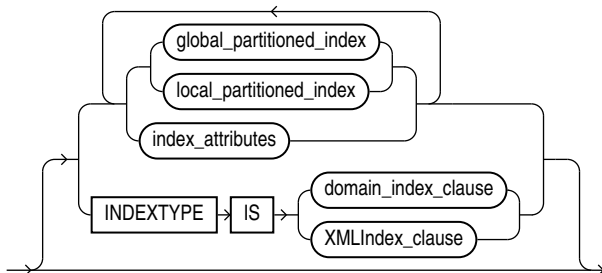 global_partitioned_index
local_partitioned_index
index_attributes
domain_index_clause
INDEXTYPE IS
XMLIndex_clause